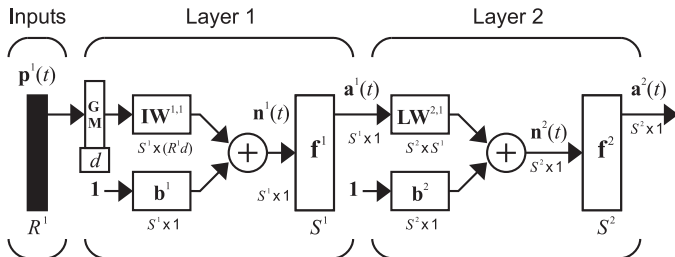 Inputs
Layer 1
Layer 2
p¹(t)
G
M
d
IW¹,¹
S¹x(R¹d)
1
b¹
S¹x1
n¹(t)
S¹x1
f¹
a¹(t)
S¹x1
LW²,¹
S²xS¹
1
b²
S²x1
n²(t)
S²x1
f²
a²(t)
S²x1
R¹
S¹
S²